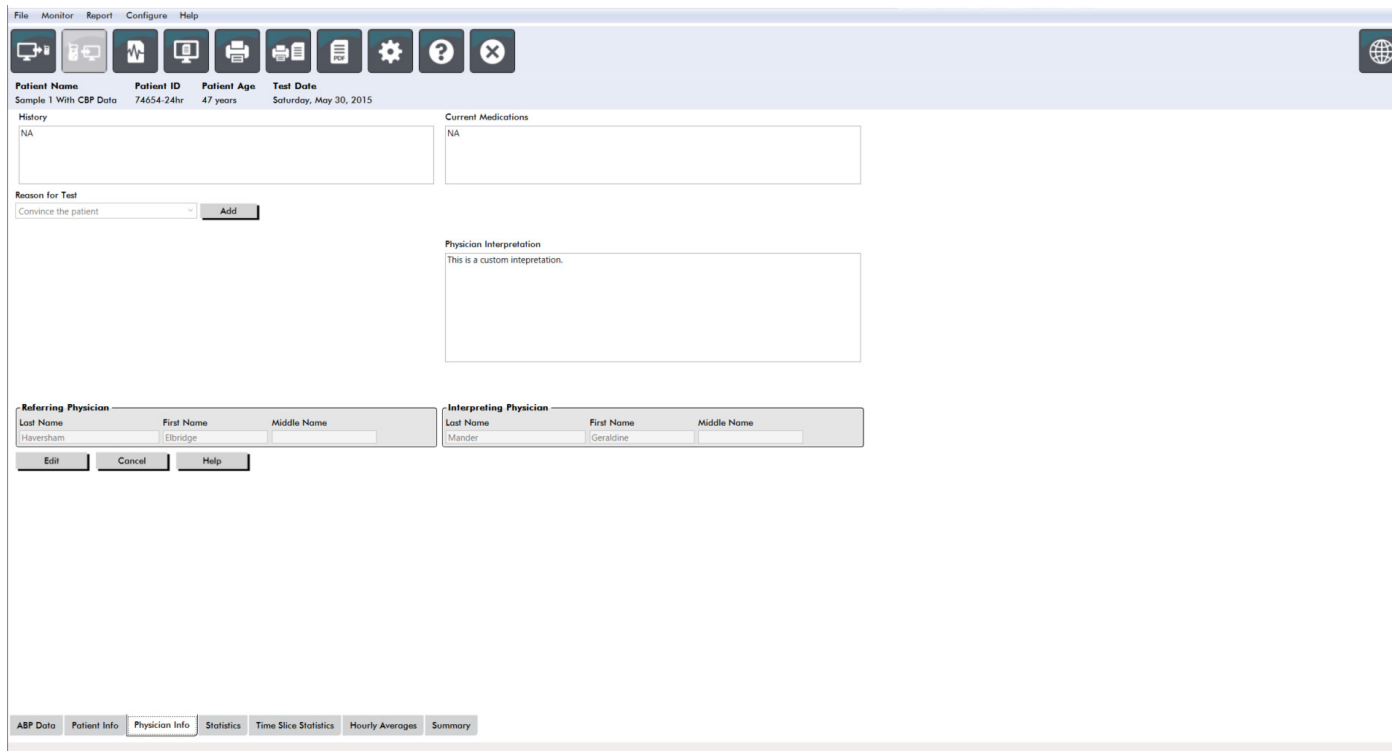 File Monitor Report Configure Help
PDF
Patient Name Patient ID Patient Age Test Date
Sample 1 With CBP Data 74654-24hr 47 years Saturday, May 30, 2015
History Current Medications
NA NA
Reason for Test
Convince the patient Add
Physician Interpretation
This is a custom intepretation.
Referring Physician Interpreting Physician
Last Name First Name Middle Name Last Name First Name Middle Name
Haversham Elbridge Mander Geraldine
Edit Cancel Help
ABP Data Patient Info Physician Info Statistics Time Slice Statistics Hourly Averages Summary